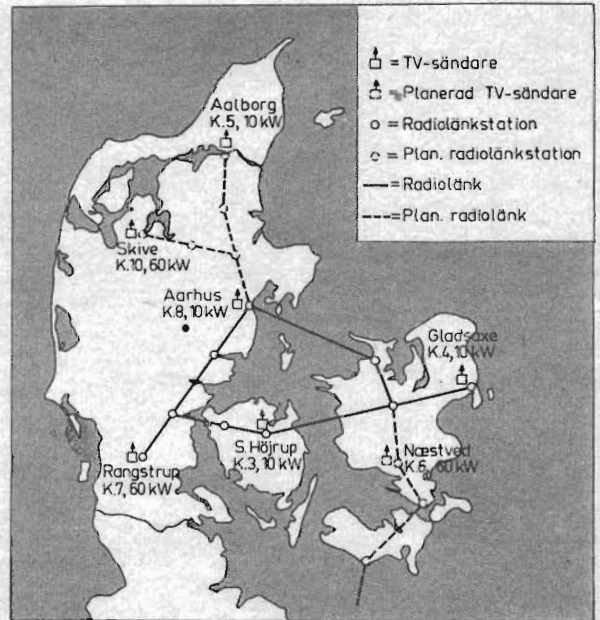 = TV-sändare
= Planerad TV-sändare
= Radiolänkstation
= Plan. radiolänkstation
= Radiolänk
= Plan. radiolänk
Aalborg
K.5, 10 kW
Skive
K.10, 60 kW
Aarhus
K.8, 10 kW
Gladsaxe
K.4, 10 kW
S. Höjrup
K.3, 10 kW
Næstved
K.6, 60 kW
Rangstrup
K.7, 60 kW